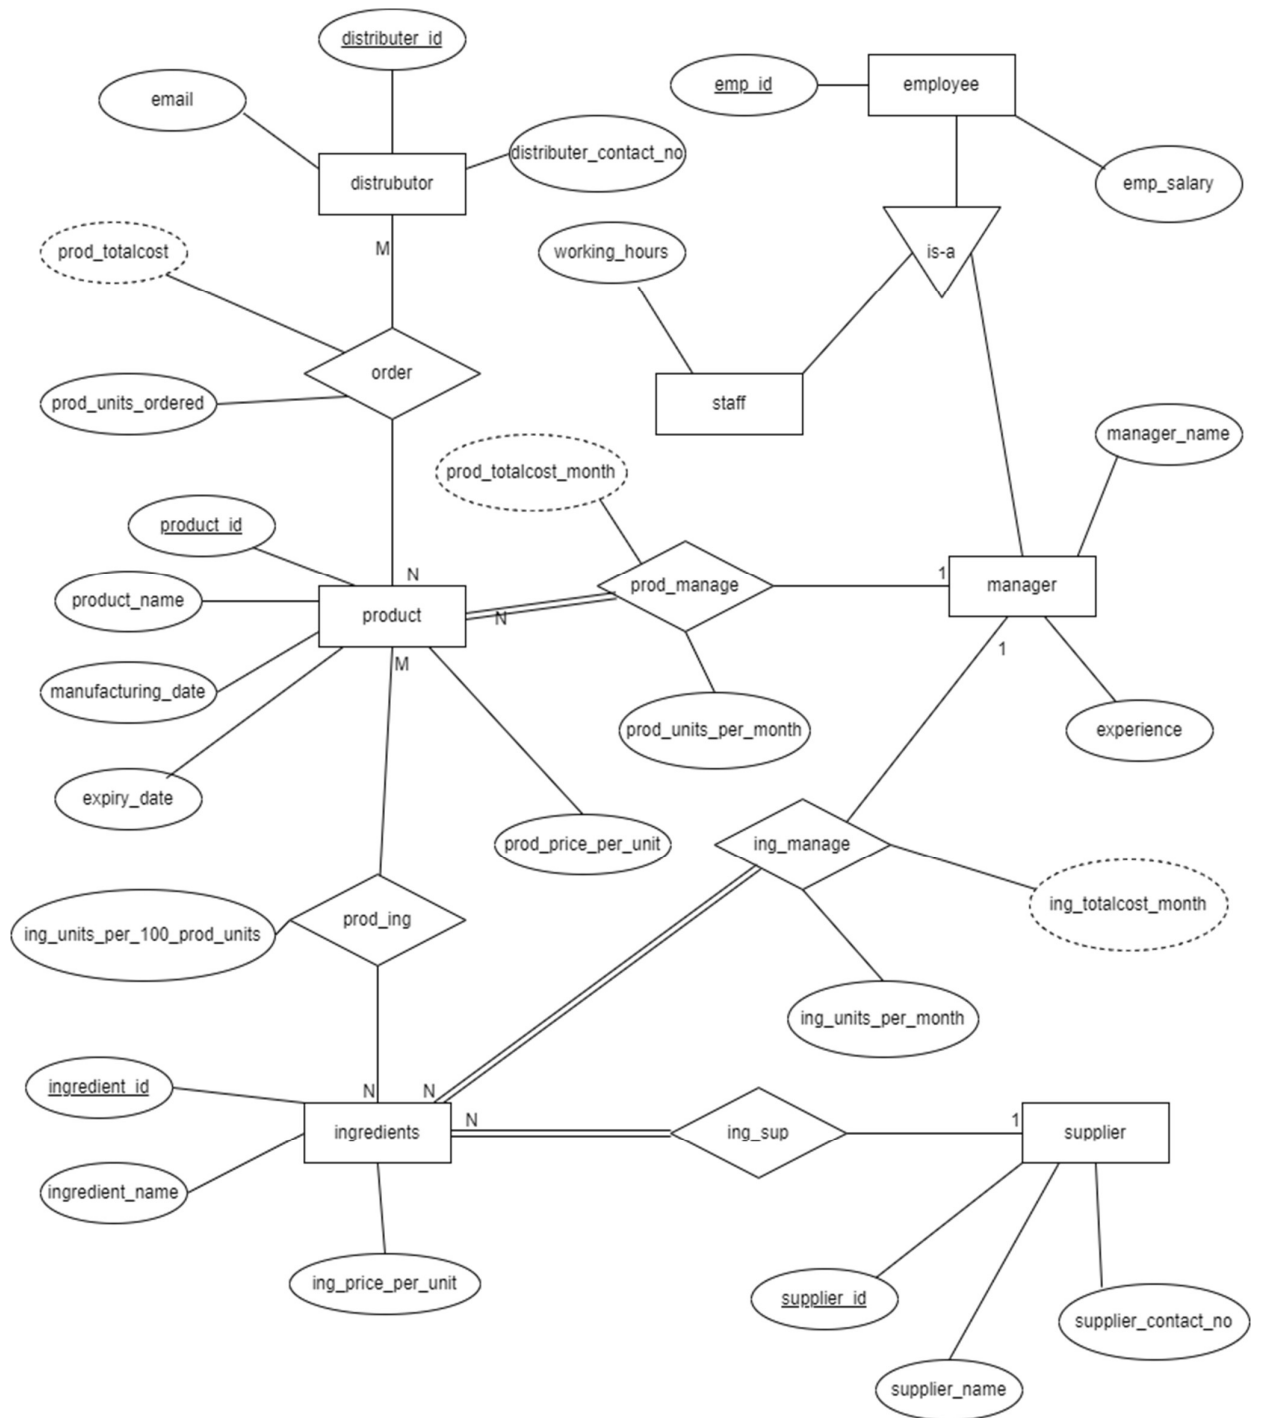 distributer_id
employee
emp_id
email
distributer_contact_no
distrubutor
emp_salary
M
prod_totalcost
working_hours
is-a
order
prod_units_ordered
staff
manager_name
prod_totalcost_month
product_id
N
1
prod_manage
manager
product_name
product
N
M
1
manufacturing_date
prod_units_per_month
experience
expiry_date
prod_price_per_unit
ing_manage
ing_totalcost_month
prod_ing
ing_units_per_100_prod_units
ing_units_per_month
ingredient_id
N
N
N
1
ingredients
ing_sup
supplier
ingredient_name
ing_price_per_unit
supplier_id
supplier_contact_no
supplier_name